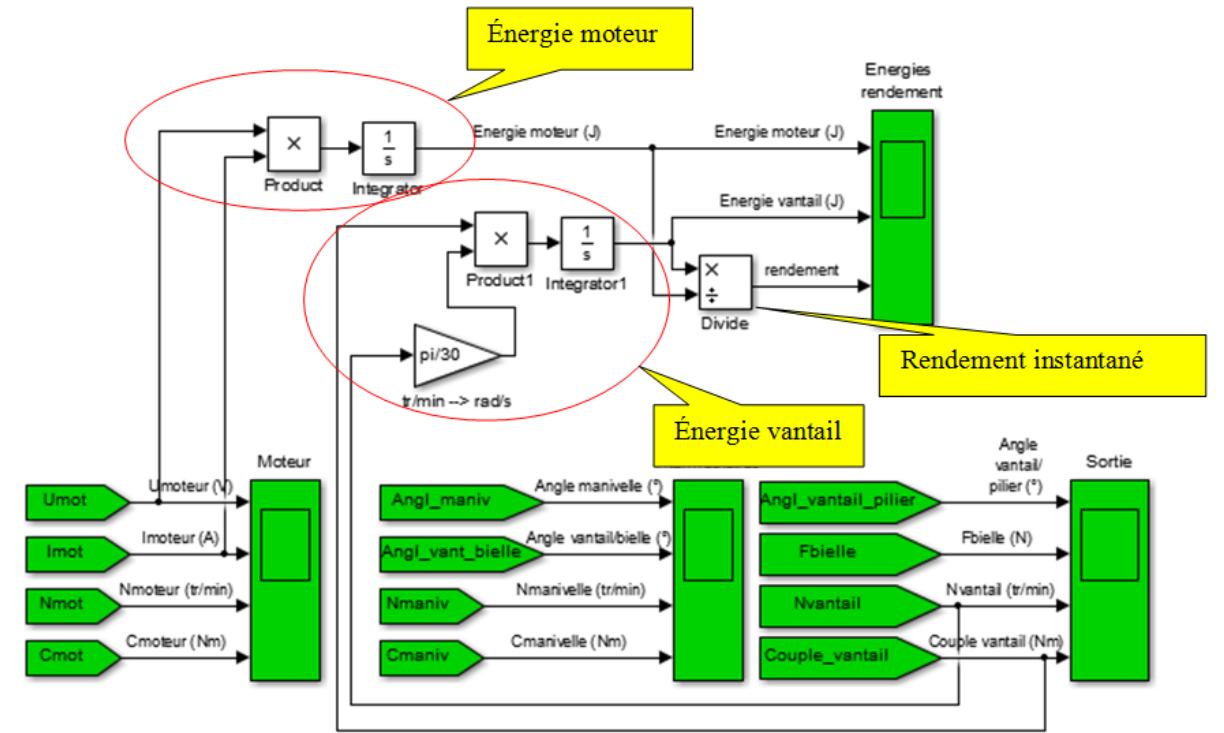 Énergie moteur
Energies
rendement
×
Product
1
s
Integrator
Energie moteur (J)
Energie moteur (J)
Energie vantail (J)
×
Product1
1
s
Integrator1
×
÷
Divide
rendement
Rendement instantané
pi/30
tr/min --> rad/s
Énergie vantail
Moteur
Umot
Umoteur (V)
Imot
Imoteur (A)
Nmot
Nmoteur (tr/min)
Cmot
Cmoteur (Nm)
Angl_maniv
Angle manivelle (°)
Angl_vant_bielle
Angle vantail/bielle (°)
Nmaniv
Nmanivelle (tr/min)
Cmaniv
Cmanivelle (Nm)
Angle
vantail/
pilier (°)
Sortie
Angl_vantail_pilier
Fbielle
Fbielle (N)
Nvantail
Nvantail (tr/min)
Couple_vantail
Couple vantail (Nm)